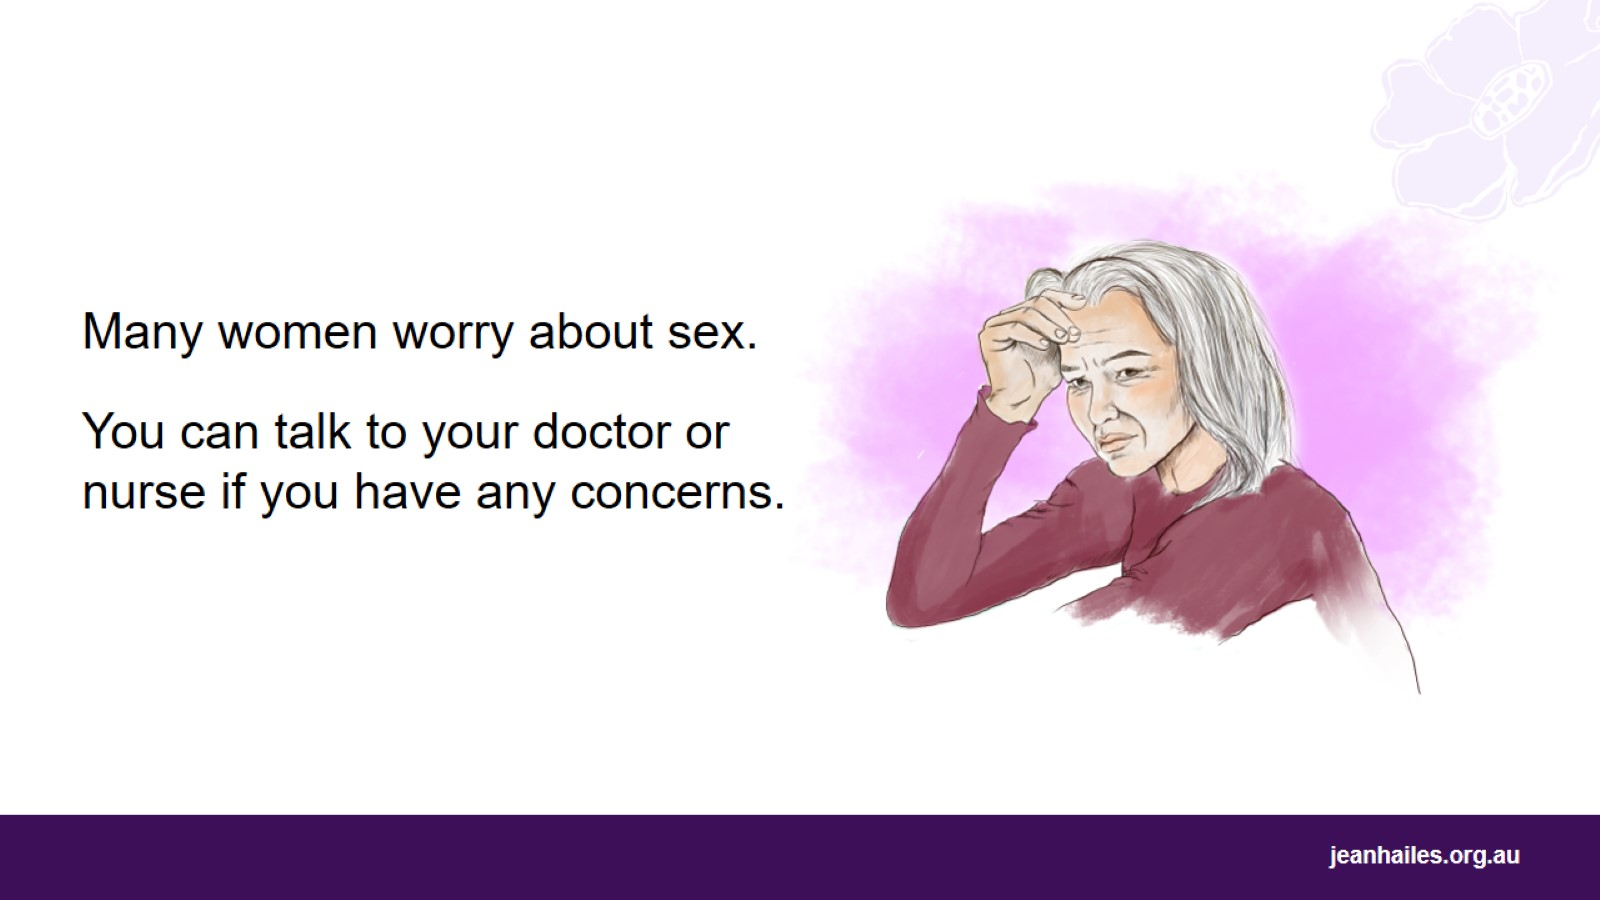 Many women worry about sex.
You can talk to your doctor or
nurse if you have any concerns.
jeanhailes.org.au